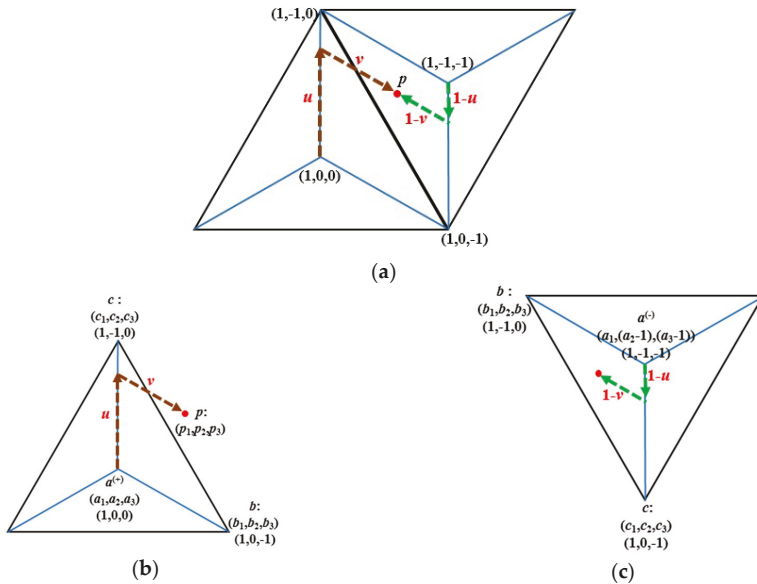 (1,-1,0)
v
p
(1,-1,-1)
u
1-u
1-v
(1,0,0)
(1,0,-1)
(a)
c :
(c₁,c₂,c₃)
(1,-1,0)
v
u
p:
(p₁,p₂,p₃)
a⁽⁺⁾
(a₁,a₂,a₃)
(1,0,0)
b:
(b₁,b₂,b₃)
(1,0,-1)
(b)
b :
(b₁,b₂,b₃)
(1,-1,0)
a⁽⁻⁾
(a₁,(a₂-1),(a₃-1))
(1,-1,-1)
1-u
1-v
c:
(c₁,c₂,c₃)
(1,0,-1)
(c)